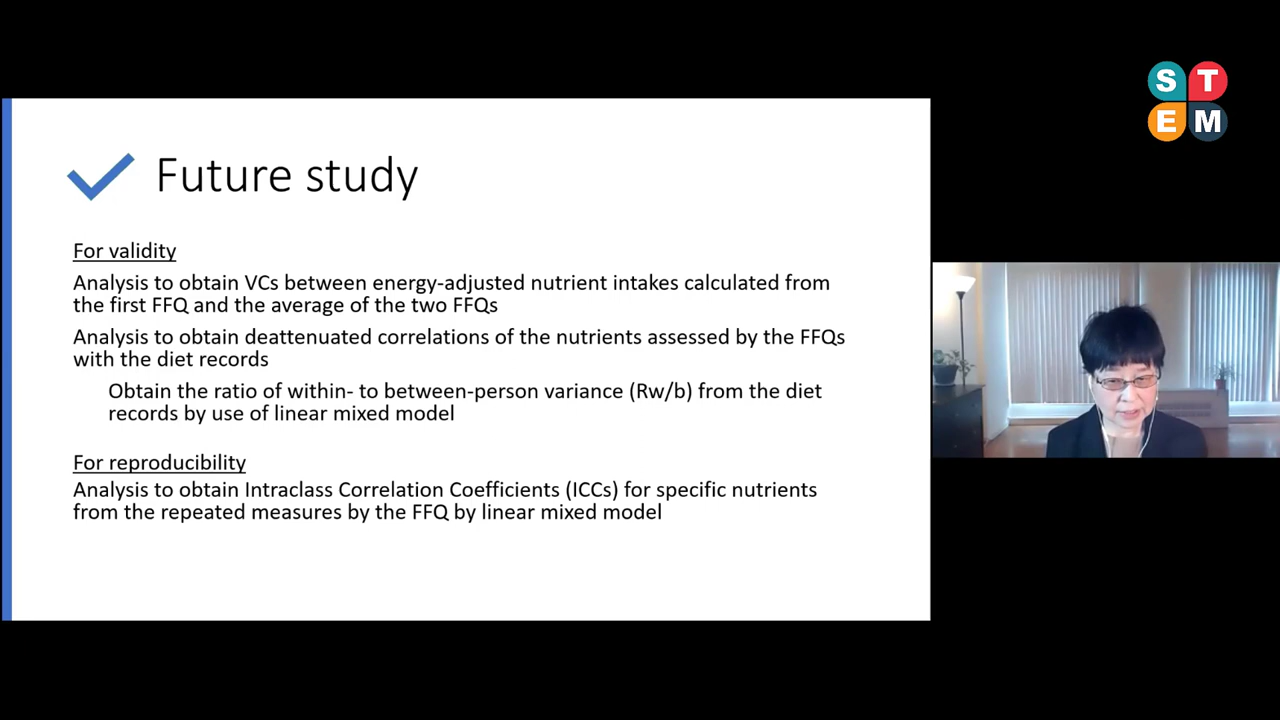 S T
E M
Future study
For validity
Analysis to obtain VCs between energy-adjusted nutrient intakes calculated from
the first FFQ and the average of the two FFQs
Analysis to obtain deattenuated correlations of the nutrients assessed by the FFQs
with the diet records
Obtain the ratio of within- to between-person variance (Rw/b) from the diet
records by use of linear mixed model
For reproducibility
Analysis to obtain Intraclass Correlation Coefficients (ICCs) for specific nutrients
from the repeated measures by the FFQ by linear mixed model